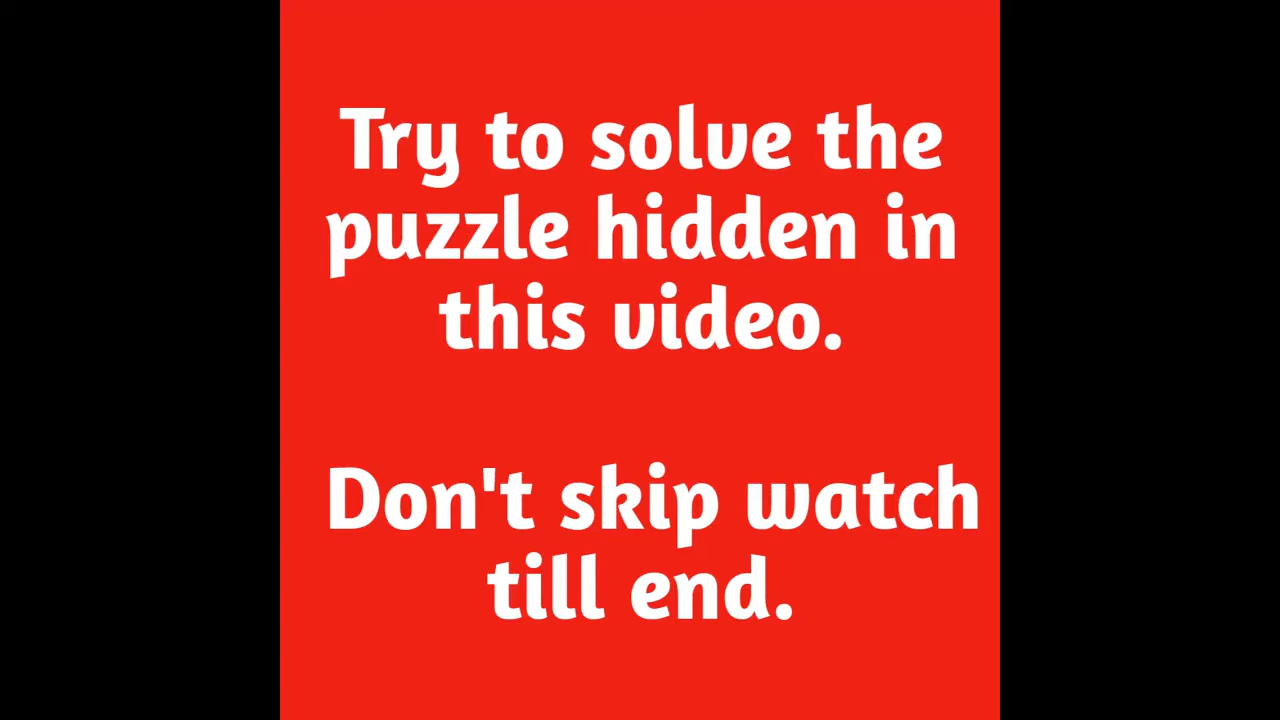 Try to solve the
puzzle hidden in
this video.
Don't skip watch
till end.